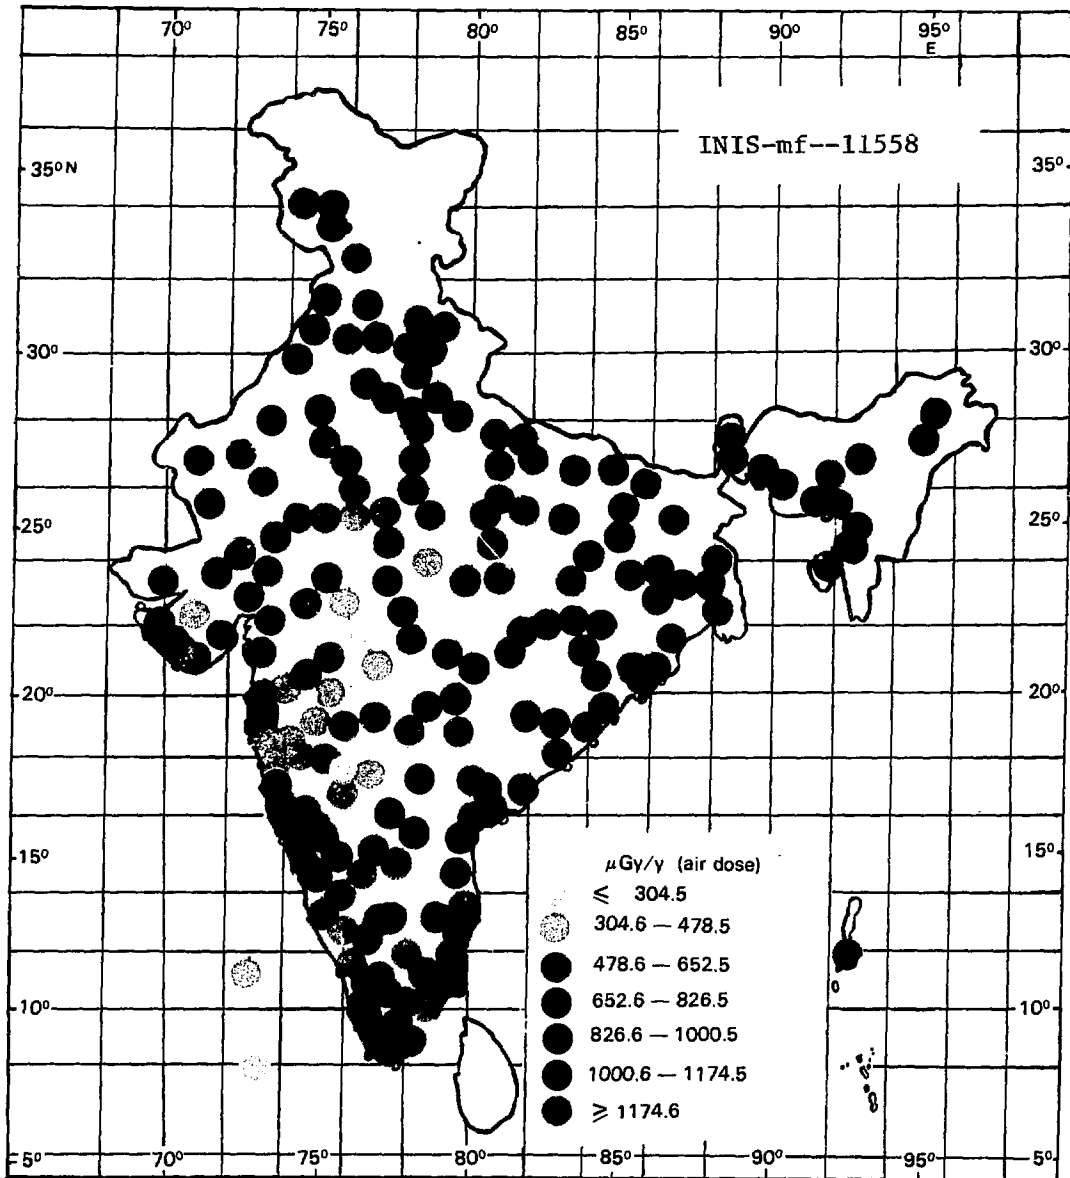 70° 75° 80° 85° 90° 95°
E
INIS-mf--11558
35° N 35°
30° 30°
25° 25°
20° 20°
15° 15°
μGy/y (air dose)
⩽ 304.5
304.6 — 478.5
478.6 — 652.5
652.6 — 826.5
826.6 — 1000.5
1000.6 — 1174.5
⩾ 1174.6
10° 10°
5° 70° 75° 80° 90° 95° 5°